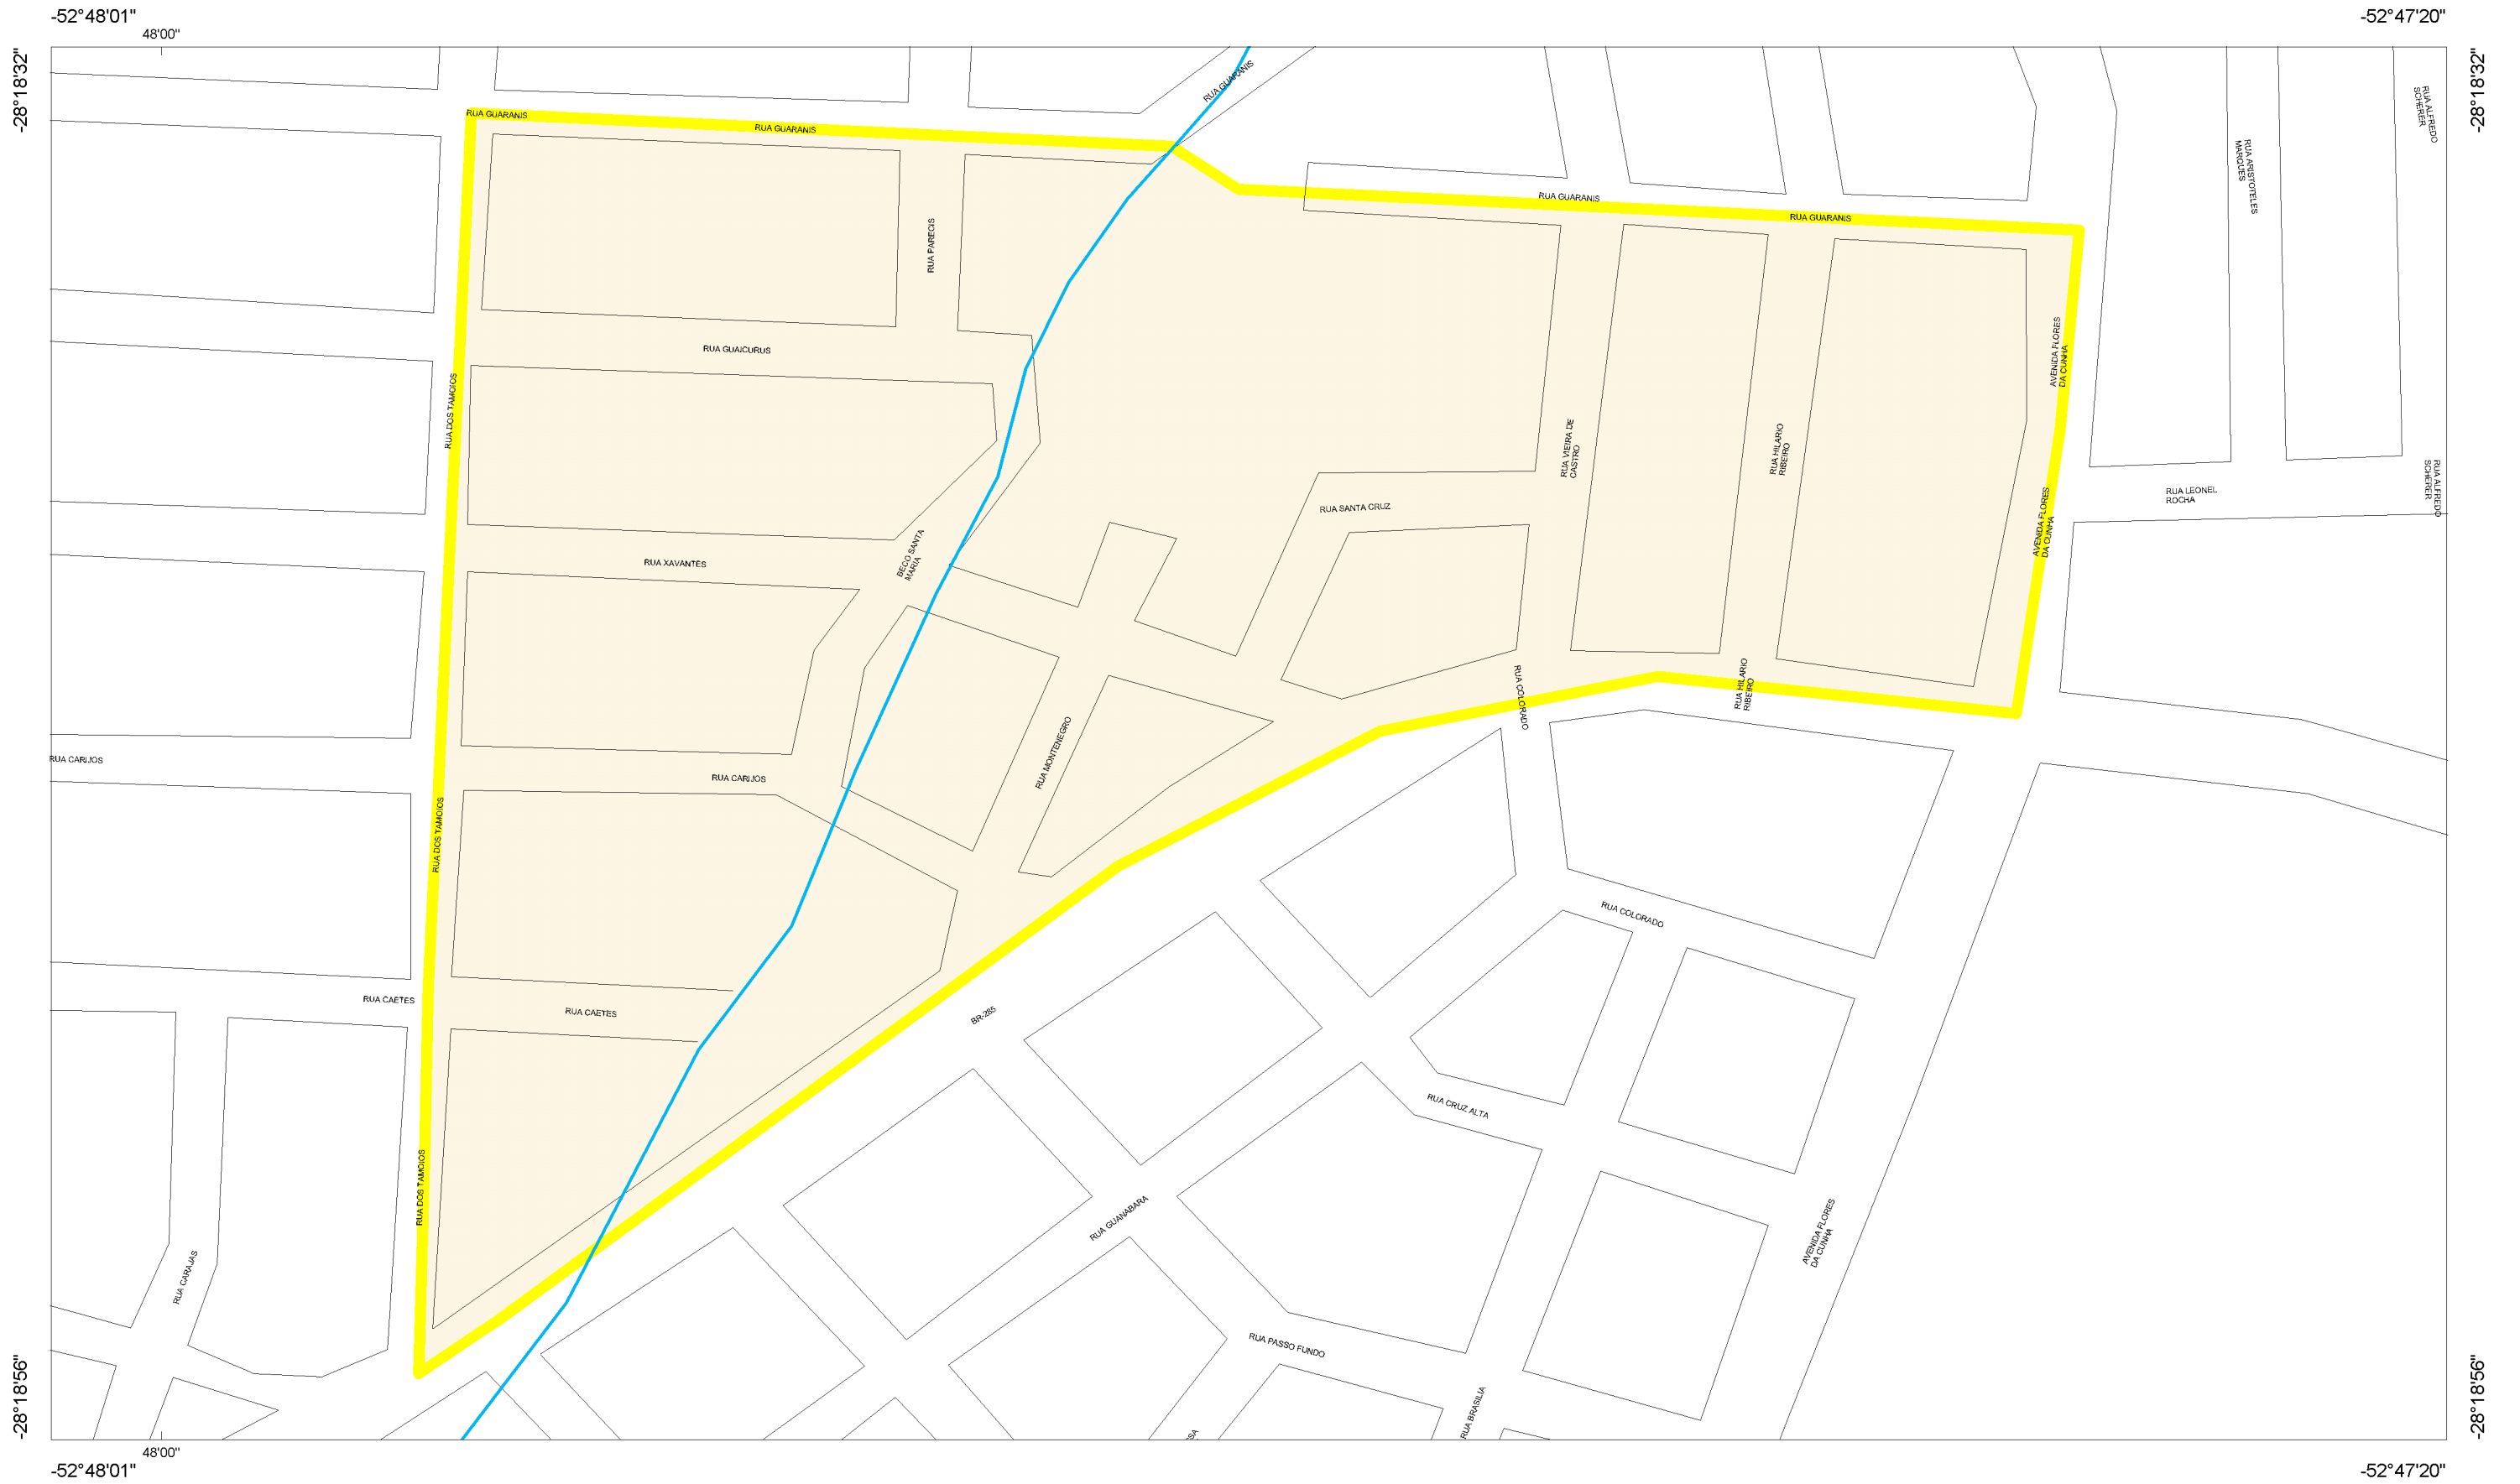 -52°48'01"
-52°47'20"
48'00"
-28°18'32"
-28°18'32"
RUA GUARANIS
RUA ALFREDO
SCHERER
RUA GUARANIS
RUA GUARANIS
RUA ARISTOTELES
MARQUES
RUA GUARANIS
RUA GUARANIS
RUA PARECIS
RUA GUAICURUS
AVENIDA FLORES
DA CUNHA
RUA DOS TAMOIOS
RUA VIEIRA DE
CASTRO
RUA HILARIO
RIBEIRO
RUA LEONEL
ROCHA
RUA ALFREDO
SCHERER
RUA SANTA CRUZ
AVENIDA FLORES
DA CUNHA
BECO SANTA
MARIA
RUA XAVANTES
RUA COLORADO
RUA HILARIO
RIBEIRO
RUA MONTENEGRO
RUA CARIJOS
RUA CARIJOS
RUA DOS TAMOIOS
RUA COLORADO
RUA CAETES
RUA CAETES
BR-285
RUA CRUZ ALTA
RUA DOS TAMOIOS
RUA GUANABARA
AVENIDA FLORES
DA CUNHA
RUA CARAJAS
RUA PASSO FUNDO
RUA BRASILIA
SA
-28°18'56"
-28°18'56"
48'00"
-52°48'01"
-52°47'20"